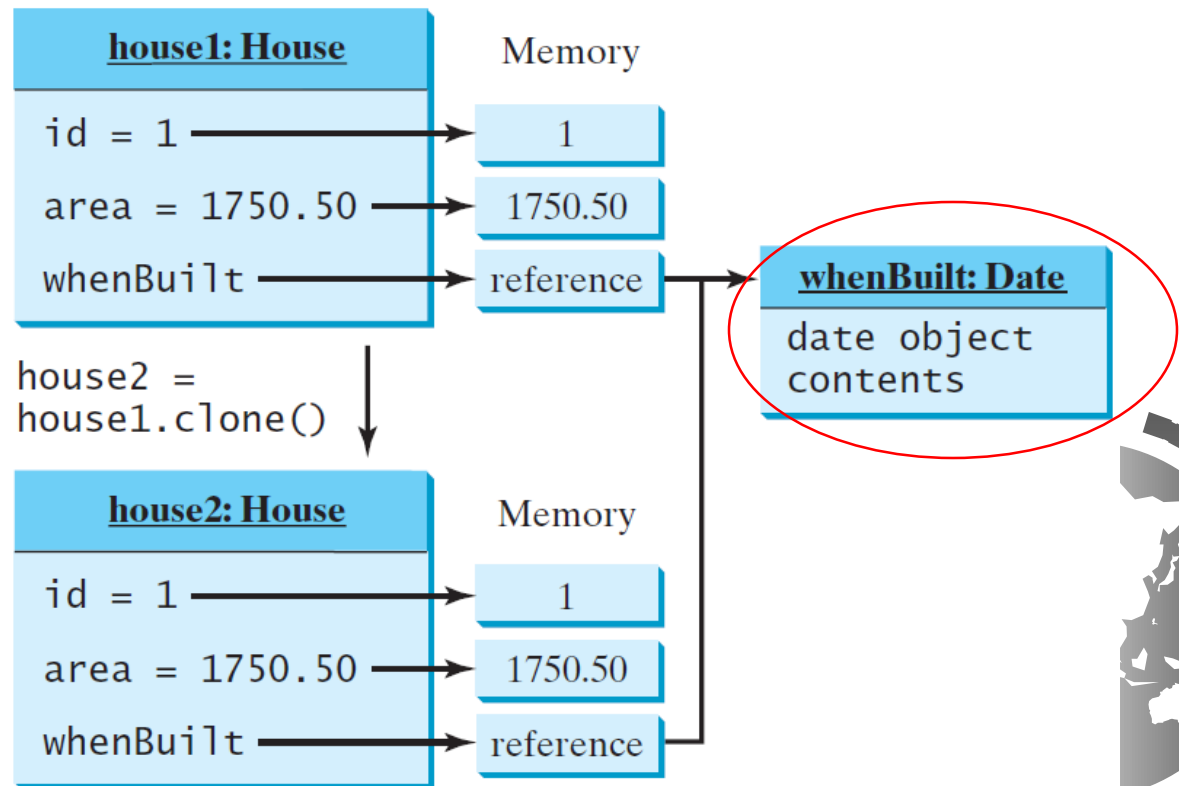 house1: House
Memory
id = 1
1
area = 1750.50
1750.50
whenBuilt
reference
whenBuilt: Date
date object
contents
house2 =
house1.clone()
house2: House
Memory
id = 1
1
area = 1750.50
1750.50
whenBuilt
reference